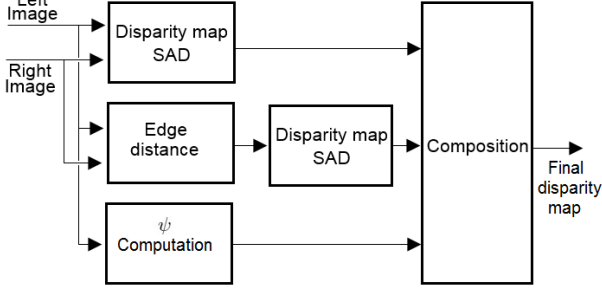 Left
Image
Right
Image
Disparity map
SAD
Edge
distance
Disparity map
SAD
ψ
Computation
Composition
Final
disparity
map